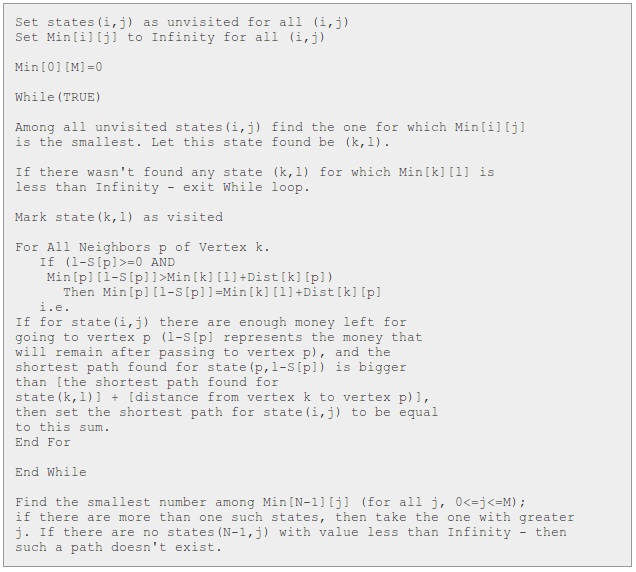 Set states(i,j) as unvisited for all (i,j)
Set Min[i][j] to Infinity for all (i,j)
Min[0][M]=0
While(TRUE)
Among all unvisited states(i,j) find the one for which Min[i][j]
is the smallest. Let this state found be (k,l).
If there wasn't found any state (k,l) for which Min[k][l] is
less than Infinity - exit While loop.
Mark state(k,l) as visited
For All Neighbors p of Vertex k.
If (l-S[p]>=0 AND
Min[p][l-S[p]]>Min[k][l]+Dist[k][p])
Then Min[p][l-S[p]]=Min[k][l]+Dist[k][p]
i.e.
If for state(i,j) there are enough money left for
going to vertex p (l-S[p] represents the money that
will remain after passing to vertex p), and the
shortest path found for state(p,l-S[p]) is bigger
than [the shortest path found for
state(k,l)] + [distance from vertex k to vertex p)],
then set the shortest path for state(i,j) to be equal
to this sum.
End For
End While
Find the smallest number among Min[N-1][j] (for all j, 0<=j<=M);
if there are more than one such states, then take the one with greater
j. If there are no states(N-1,j) with value less than Infinity - then
such a path doesn't exist.